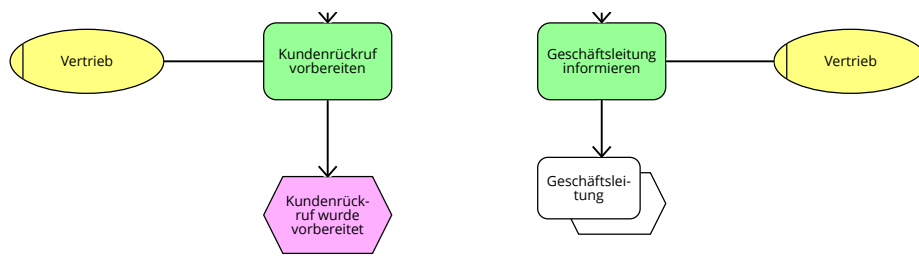 Vertrieb
Kundenrückruf
vorbereiten
Geschäftsleitung
informieren
Vertrieb
Kundenrück-
ruf wurde
vorbereitet
Geschäftslei-
tung